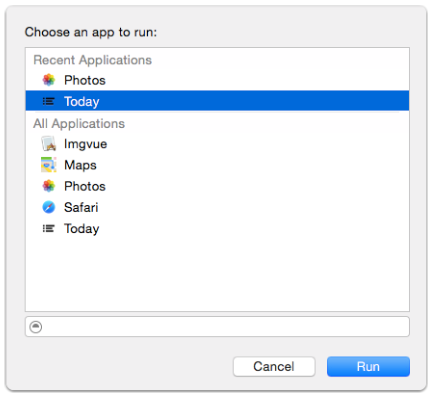 Choose an app to run:
Recent Applications
Photos
Today
All Applications
Imgvue
Maps
Photos
Safari
Today
Cancel
Run